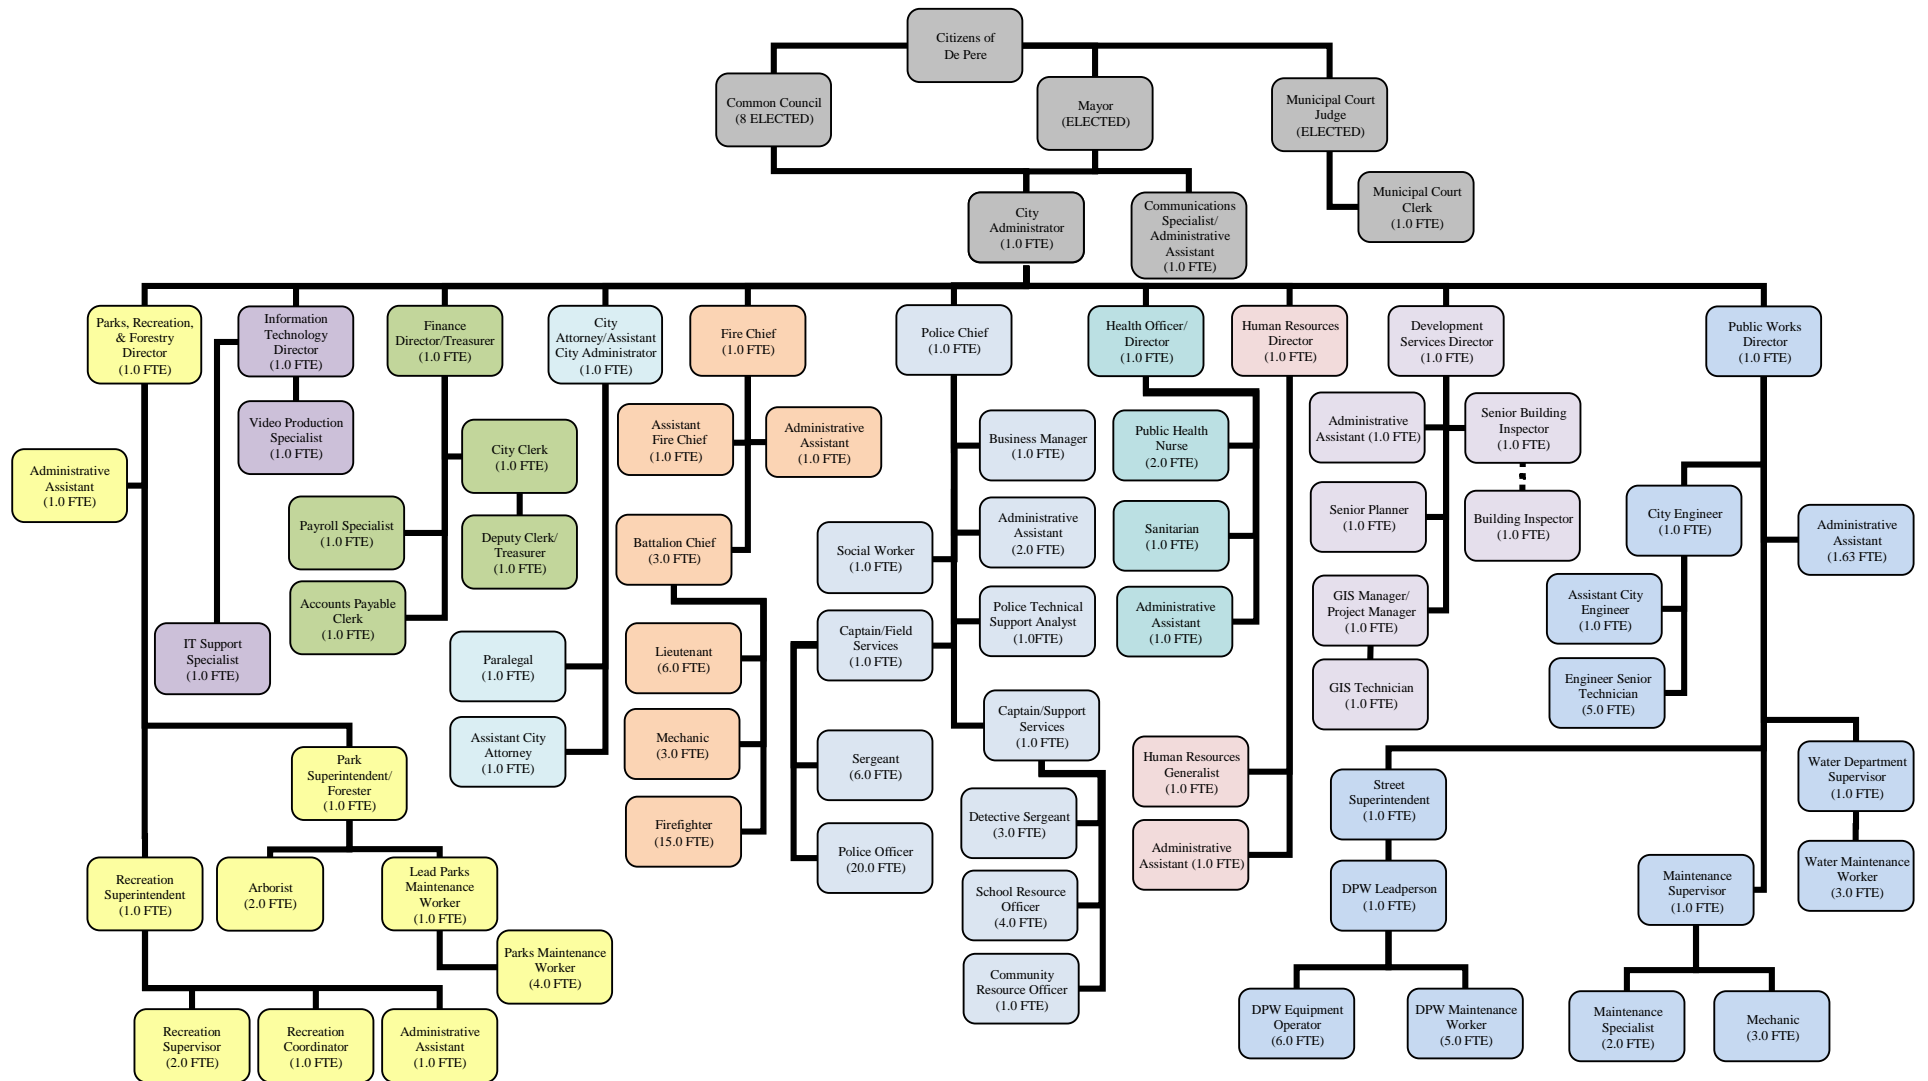 Citizens of
De Pere
Common Council
(8 ELECTED)
Mayor
(ELECTED)
Municipal Court
Judge
(ELECTED)
Municipal Court
Clerk
(1.0 FTE)
City
Administrator
(1.0 FTE)
Communications
Specialist/
Administrative
Assistant
(1.0 FTE)
Parks, Recreation,
& Forestry
Director
(1.0 FTE)
Information
Technology
Director
(1.0 FTE)
Finance
Director/Treasurer
(1.0 FTE)
City
Attorney/Assistant
City Administrator
(1.0 FTE)
Fire Chief
(1.0 FTE)
Police Chief
(1.0 FTE)
Health Officer/
Director
(1.0 FTE)
Human Resources
Director
(1.0 FTE)
Development
Services Director
(1.0 FTE)
Public Works
Director
(1.0 FTE)
Administrative
Assistant
(1.0 FTE)
Video Production
Specialist
(1.0 FTE)
IT Support
Specialist
(1.0 FTE)
City Clerk
(1.0 FTE)
Payroll Specialist
(1.0 FTE)
Deputy Clerk/
Treasurer
(1.0 FTE)
Accounts Payable
Clerk
(1.0 FTE)
Paralegal
(1.0 FTE)
Assistant City
Attorney
(1.0 FTE)
Assistant
Fire Chief
(1.0 FTE)
Administrative
Assistant
(1.0 FTE)
Battalion Chief
(3.0 FTE)
Lieutenant
(6.0 FTE)
Mechanic
(3.0 FTE)
Firefighter
(15.0 FTE)
Business Manager
(1.0 FTE)
Administrative
Assistant
(2.0 FTE)
Social Worker
(1.0 FTE)
Police Technical
Support Analyst
(1.0FTE)
Captain/Field
Services
(1.0 FTE)
Captain/Support
Services
(1.0 FTE)
Sergeant
(6.0 FTE)
Police Officer
(20.0 FTE)
Detective Sergeant
(3.0 FTE)
School Resource
Officer
(4.0 FTE)
Community
Resource Officer
(1.0 FTE)
Public Health
Nurse
(2.0 FTE)
Sanitarian
(1.0 FTE)
Administrative
Assistant
(1.0 FTE)
Human Resources
Generalist
(1.0 FTE)
Administrative
Assistant (1.0 FTE)
Administrative
Assistant (1.0 FTE)
Senior Building
Inspector
(1.0 FTE)
Senior Planner
(1.0 FTE)
Building Inspector
(1.0 FTE)
GIS Manager/
Project Manager
(1.0 FTE)
GIS Technician
(1.0 FTE)
City Engineer
(1.0 FTE)
Administrative
Assistant
(1.63 FTE)
Assistant City
Engineer
(1.0 FTE)
Engineer Senior
Technician
(5.0 FTE)
Street
Superintendent
(1.0 FTE)
Water Department
Supervisor
(1.0 FTE)
DPW Leadperson
(1.0 FTE)
Maintenance
Supervisor
(1.0 FTE)
Water Maintenance
Worker
(3.0 FTE)
DPW Equipment
Operator
(6.0 FTE)
DPW Maintenance
Worker
(5.0 FTE)
Maintenance
Specialist
(2.0 FTE)
Mechanic
(3.0 FTE)
Park
Superintendent/
Forester
(1.0 FTE)
Recreation
Superintendent
(1.0 FTE)
Arborist
(2.0 FTE)
Lead Parks
Maintenance
Worker
(1.0 FTE)
Parks Maintenance
Worker
(4.0 FTE)
Recreation
Supervisor
(2.0 FTE)
Recreation
Coordinator
(1.0 FTE)
Administrative
Assistant
(1.0 FTE)